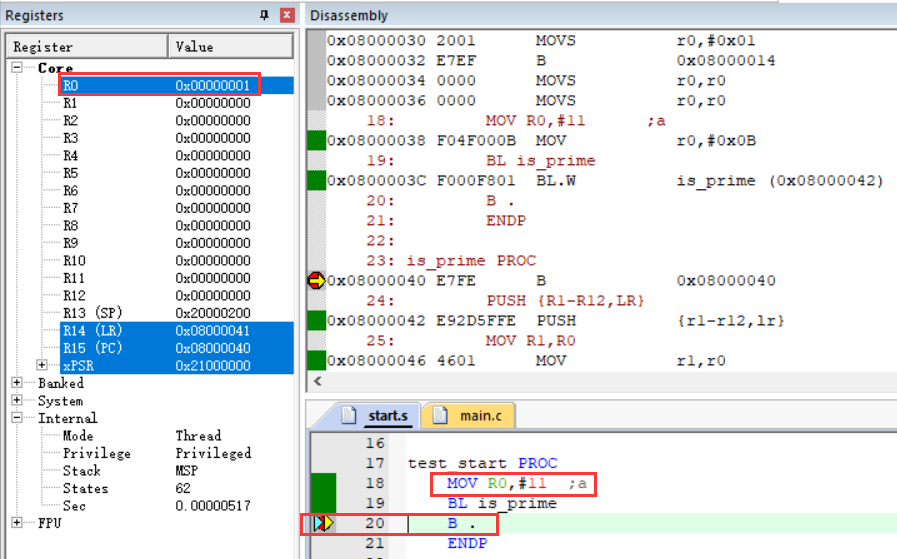 Registers
Register Value
Core
R0 0x00000001
R1 0x00000000
R2 0x00000000
R3 0x00000000
R4 0x00000000
R5 0x00000000
R6 0x00000000
R7 0x00000000
R8 0x00000000
R9 0x00000000
R10 0x00000000
R11 0x00000000
R12 0x00000000
R13 (SP) 0x20000200
R14 (LR) 0x08000041
R15 (PC) 0x08000040
xPSR 0x21000000
Banked
System
Internal
Mode Thread
Privilege Privileged
Stack MSP
States 62
Sec 0.00000517
FPU
Disassembly
0x08000030 2001 MOVS r0,#0x01
0x08000032 E7EF B 0x08000014
0x08000034 0000 MOVS r0,r0
0x08000036 0000 MOVS r0,r0
18: MOV R0,#11 ;a
0x08000038 F04F000B MOV r0,#0x0B
19: BL is_prime
0x0800003C F000F801 BL.W is_prime (0x08000042)
20: B .
21: ENDP
22:
23: is_prime PROC
0x08000040 E7FE B 0x08000040
24: PUSH {R1-R12,LR}
0x08000042 E92D5FFE PUSH {r1-r12,lr}
25: MOV R1,R0
0x08000046 4601 MOV r1,r0
start.s main.c
16
17 test_start PROC
18 MOV R0,#11 ;a
19 BL is_prime
20 B .
21 ENDP